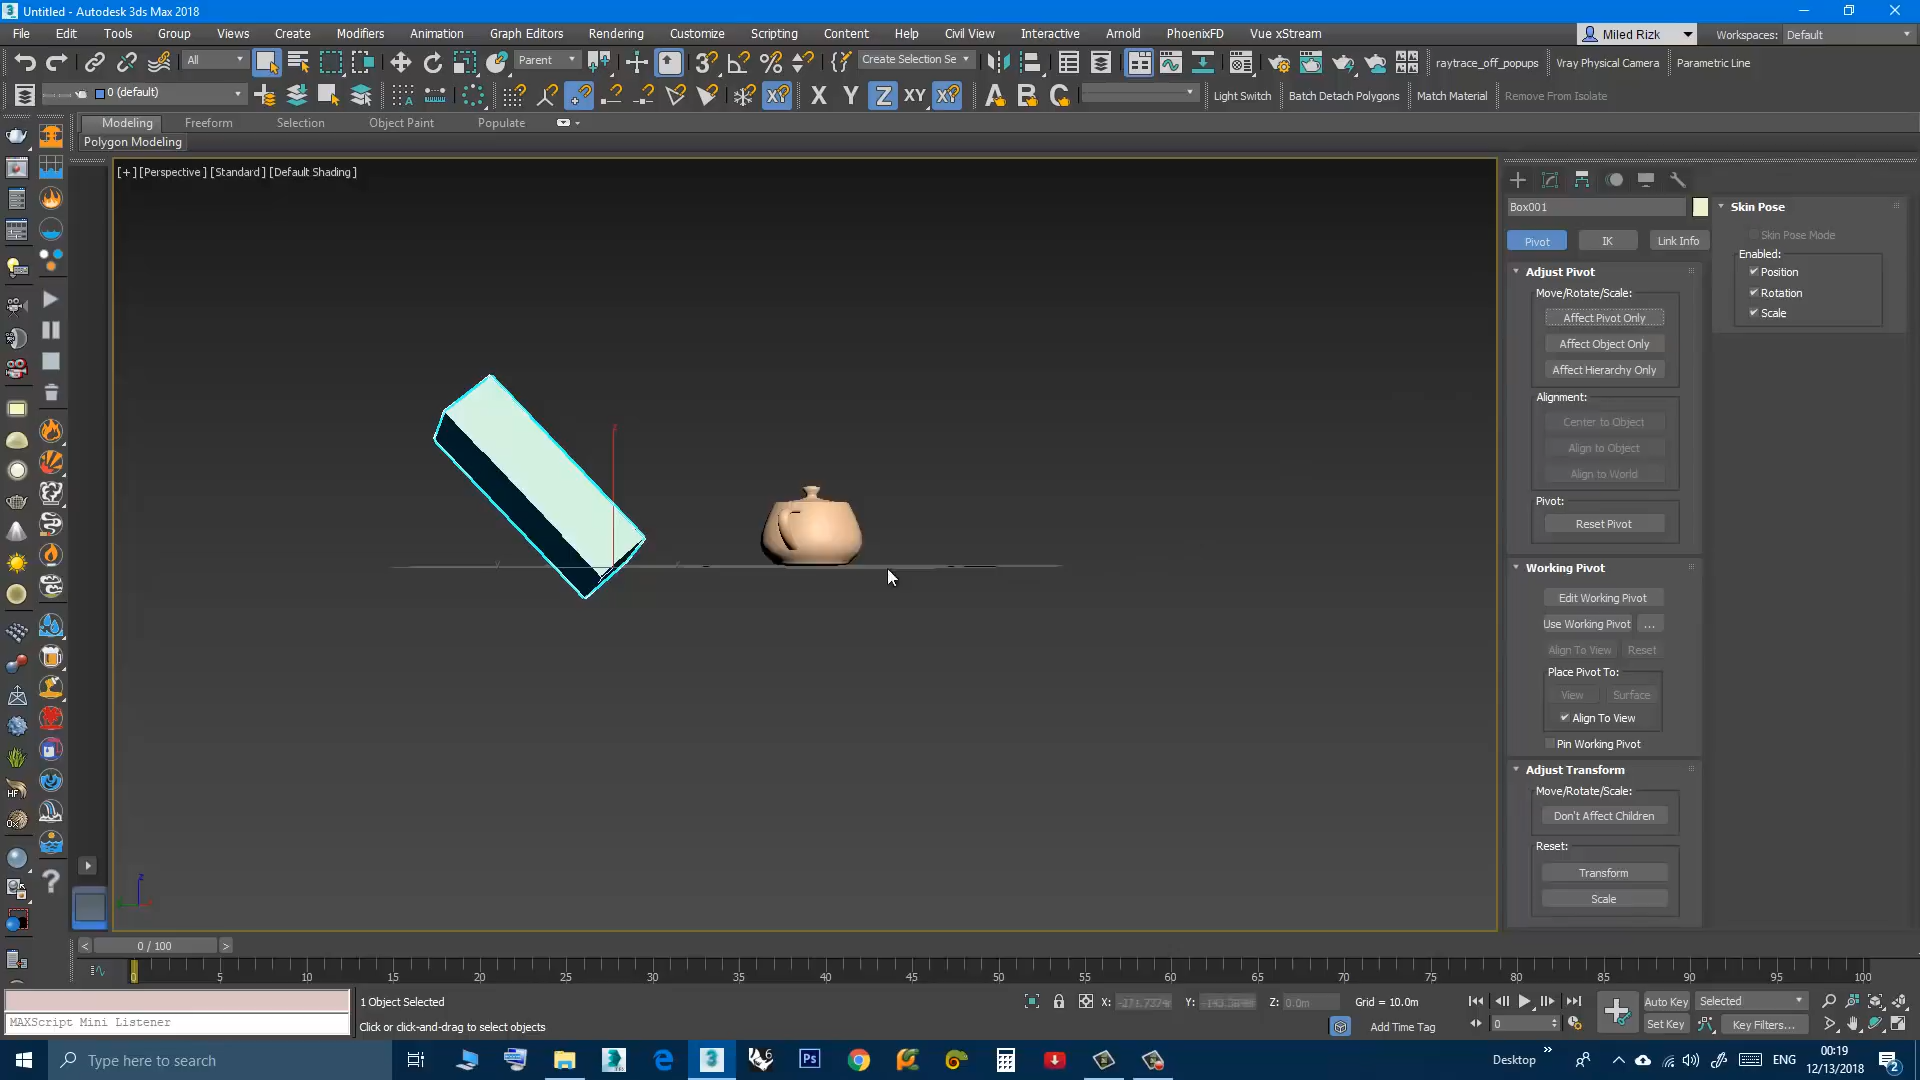 Untitled - Autodesk 3ds Max 2018
File Edit Tools Group Views Create Modifiers Animation Graph Editors Rendering Customize Scripting Content Help Civil View Interactive Arnold PhoenixFD Vue xStream Miled Rizk Workspaces: Default
All Parent Create Selection Se raytrace_off_popups Vray Physical Camera Parametric Line
0 (default) X Y Z XY XY Light Switch Batch Detach Polygons Match Material Remove From Isolate
Modeling Freeform Selection Object Paint Populate
Polygon Modeling
[+] [Perspective ] [Standard ] [Default Shading ]
Box001
Pivot IK Link Info
Adjust Pivot
Move/Rotate/Scale:
Affect Pivot Only
Affect Object Only
Affect Hierarchy Only
Alignment:
Center to Object
Align to Object
Align to World
Pivot:
Reset Pivot
Working Pivot
Edit Working Pivot
Use Working Pivot ...
Align To View Reset
Place Pivot To:
View Surface
Align To View
Pin Working Pivot
Adjust Transform
Move/Rotate/Scale:
Don't Affect Children
Reset:
Transform
Scale
Skin Pose
Skin Pose Mode
Enabled:
Position
Rotation
Scale
z
< 0 / 100 >
0 5 10 15 20 25 30 35 40 45 50 55 60 65 70 75 80 85 90 95 100
1 Object Selected X: Y: Z: 0.0m Grid = 10.0m Auto Key Selected
MAXScript Mini Listener
Click or click-and-drag to select objects Add Time Tag 0 Set Key Key Filters...
Type here to search
Desktop ENG 00:19
12/13/2018 2